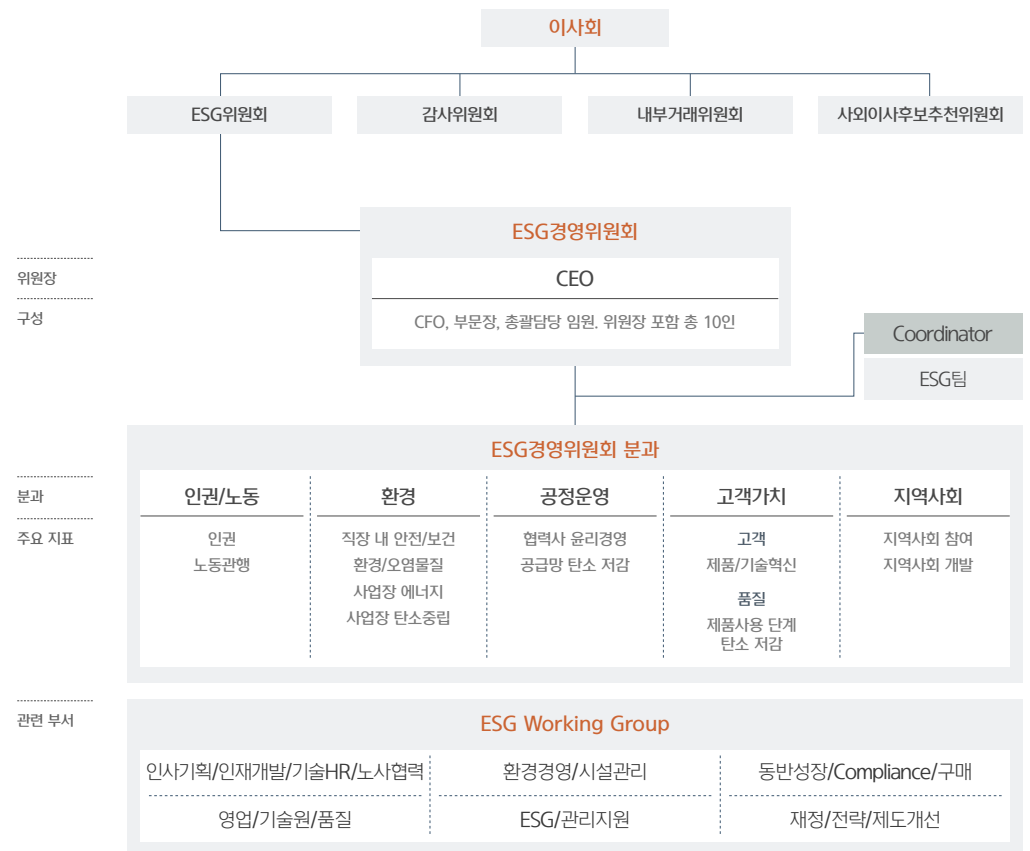 이사회
ESG위원회
감사위원회
내부거래위원회
사외이사후보추천위원회
ESG경영위원회
위원장
CEO
구성
CFO, 부문장, 총괄담당 임원. 위원장 포함 총 10인
Coordinator
ESG팀
ESG경영위원회 분과
분과
인권/노동
환경
공정운영
고객가치
지역사회
주요 지표
인권
노동관행
직장 내 안전/보건
환경/오염물질
사업장 에너지
사업장 탄소중립
협력사 윤리경영
공급망 탄소 저감
고객
제품/기술혁신
품질
제품사용 단계
탄소 저감
지역사회 참여
지역사회 개발
관련 부서
ESG Working Group
인사기획/인재개발/기술HR/노사협력
환경경영/시설관리
동반성장/Compliance/구매
영업/기술원/품질
ESG/관리지원
재정/전략/제도개선